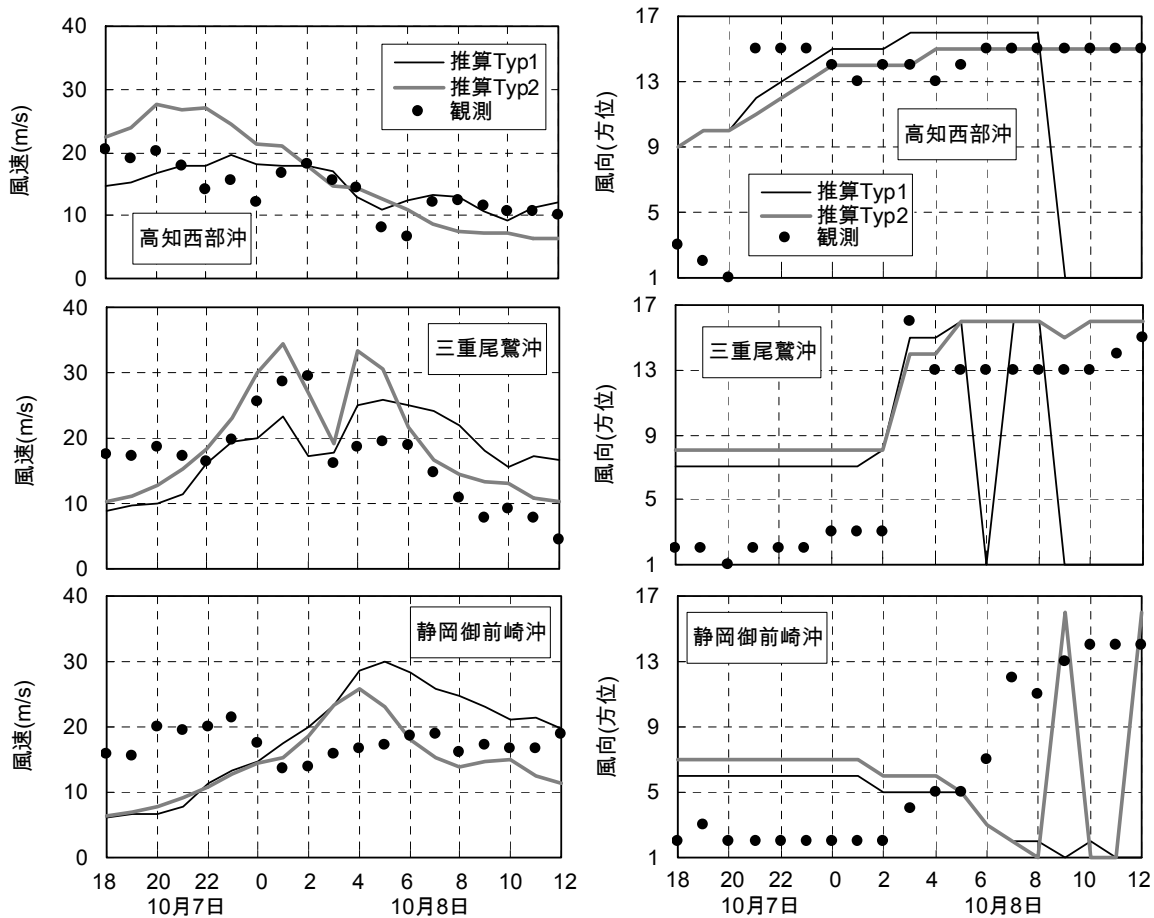 40
30
20
10
0
風速(m/s)
推算Typ1
推算Typ2
観測
高知西部沖
17
13
9
5
1
風向(方位)
高知西部沖
推算Typ1
推算Typ2
観測
40
30
20
10
0
風速(m/s)
三重尾鷲沖
17
13
9
5
1
風向(方位)
三重尾鷲沖
40
30
20
10
0
風速(m/s)
静岡御前崎沖
18 20 22 0 2 4 6 8 10 12
10月7日 10月8日
17
13
9
5
1
風向(方位)
静岡御前崎沖
18 20 22 0 2 4 6 8 10 12
10月7日 10月8日